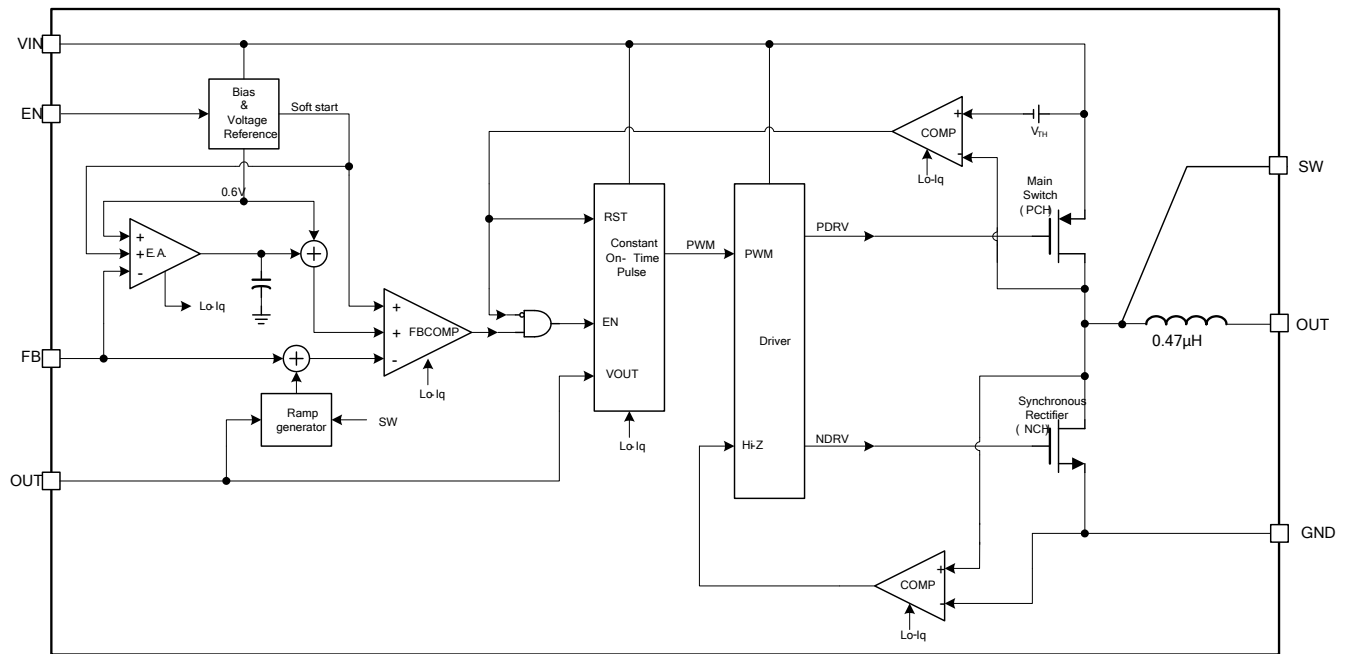 VIN
EN
Bias
&
Voltage
Reference
Soft start
0.6V
+
+
-
E.A.
Lo-Iq
+
FB
+
Ramp
generator
SW
OUT
+
+
-
FBCOMP
Lo-Iq
RST
Constant
On- Time
Pulse
EN
VOUT
Lo-Iq
PWM
PWM
Driver
Hi-Z
PDRV
NDRV
COMP
+
-
Lo-Iq
VTH
Main
Switch
( PCH)
Synchronous
Rectifier
( NCH)
COMP
+
-
Lo-Iq
0.47µH
SW
OUT
GND